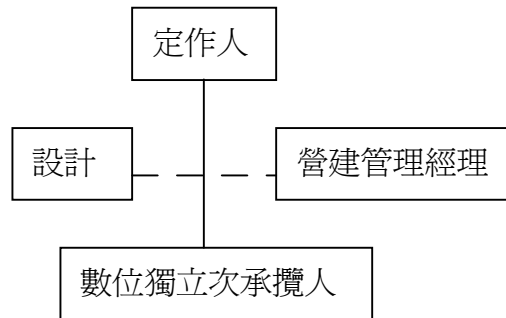 定作人
設計
營建管理經理
數位獨立次承攬人